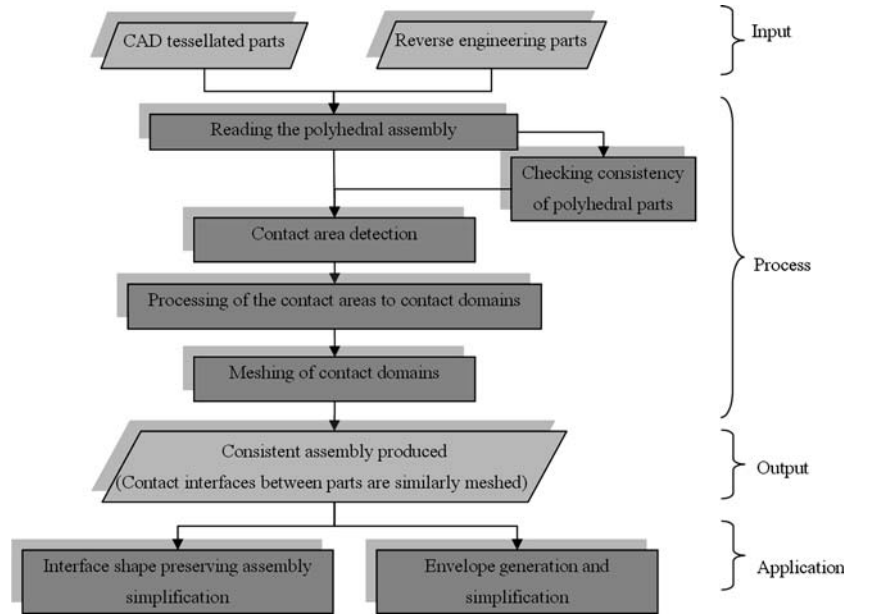 CAD tessellated parts
Reverse engineering parts
Input
Reading the polyhedral assembly
Checking consistency
of polyhedral parts
Contact area detection
Process
Processing of the contact areas to contact domains
Meshing of contact domains
Consistent assembly produced
(Contact interfaces between parts are similarly meshed)
Output
Interface shape preserving assembly
simplification
Envelope generation and
simplification
Application